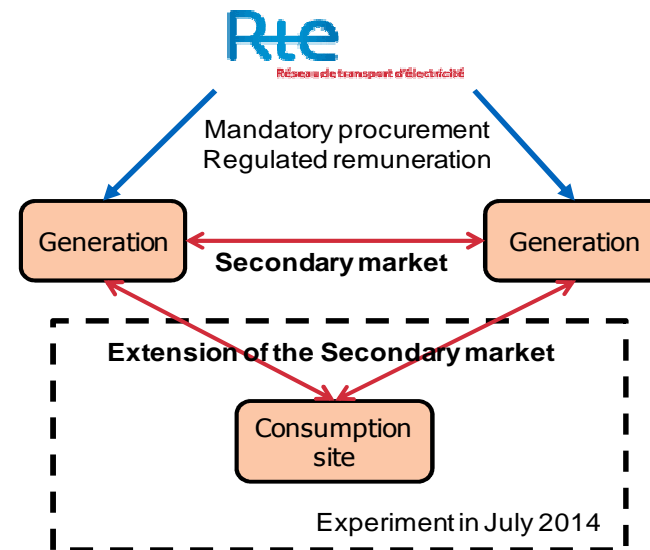 Rte
Réseau de transport d'électricité
Mandatory procurement
Regulated remuneration
Generation
Generation
Secondary market
Extension of the Secondary market
Consumption
site
Experiment in July 2014